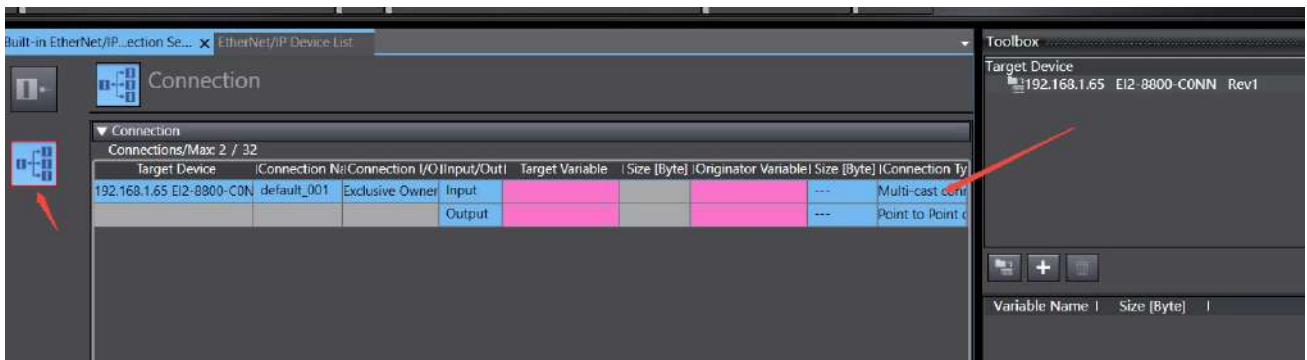 Built-in EtherNet/IP...ection Se... X EtherNet/IP Device List
Connection
Connection
Connections/Max: 2 / 32
Target Device Connection Na Connection I/O Input/Out Target Variable Size [Byte] Originator Variable Size [Byte] Connection Ty
192.168.1.65 EI2-8800-C0N default_001 Exclusive Owner Input --- Multi-cast conn
Output --- Point to Point c
Toolbox
Target Device
192.168.1.65 EI2-8800-C0NN Rev1
Variable Name Size [Byte]